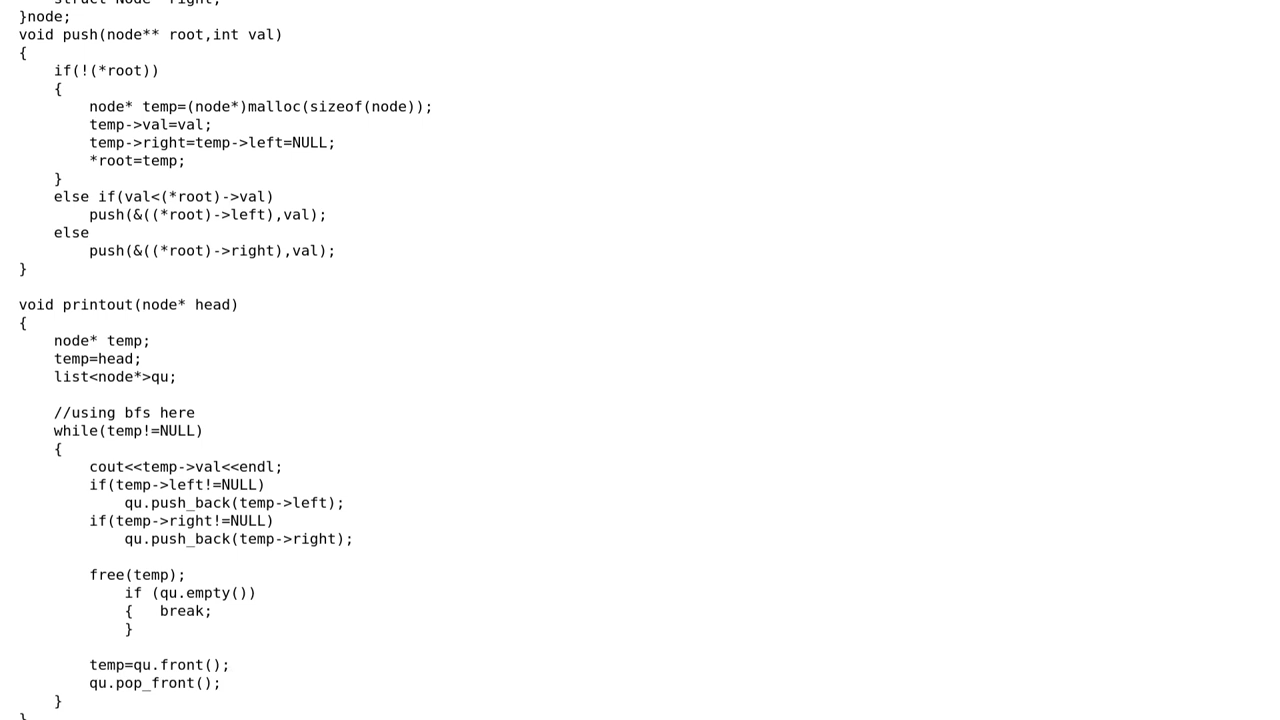 struct Node* right;
}node;
void push(node** root,int val)
{
    if(!(*root))
    {
        node* temp=(node*)malloc(sizeof(node));
        temp->val=val;
        temp->right=temp->left=NULL;
        *root=temp;
    }
    else if(val<(*root)->val)
        push(&((*root)->left),val);
    else
        push(&((*root)->right),val);
}
void printout(node* head)
{
    node* temp;
    temp=head;
    list<node*>qu;
    //using bfs here
    while(temp!=NULL)
    {
        cout<<temp->val<<endl;
        if(temp->left!=NULL)
            qu.push_back(temp->left);
        if(temp->right!=NULL)
            qu.push_back(temp->right);
        free(temp);
            if (qu.empty())
            {   break;
            }
        temp=qu.front();
        qu.pop_front();
    }
}